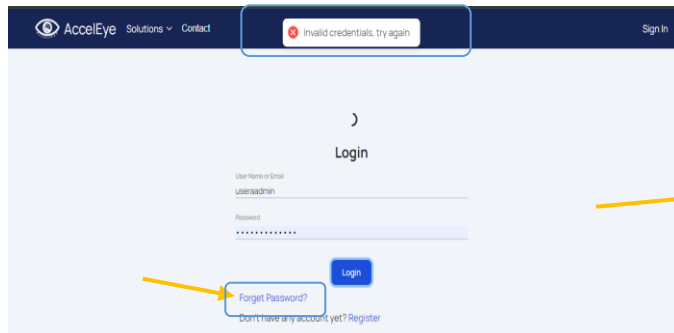 AccelEye Solutions Contact Invalid credentials, try again Sign In
Login
User Name or Email
useraadmin
Password
•••••••••••••
Login
Forget Password?
Don't have any account yet? Register